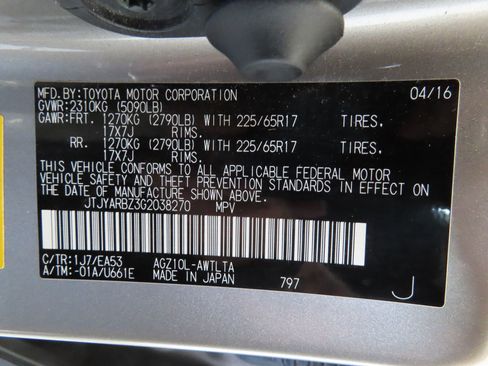 MFD.BY:TOYOTA MOTOR CORPORATION 04/16
GVWR:2310KG (5090LB)
GAWR:FRT. 1270KG (2790LB) WITH 225/65R17 TIRES,
17X7J RIMS.
RR. 1270KG (2790LB) WITH 225/65R17 TIRES,
17X7J RIMS.
THIS VEHICLE CONFORMS TO ALL APPLICABLE FEDERAL MOTOR
VEHICLE SAFETY AND THEFT PREVENTION STANDARDS IN EFFECT
ON THE DATE OF MANUFACTURE SHOWN ABOVE.
JTJYARBZ3G2038270 MPV
C/TR:1J7/EA53 AGZ10L-AWTLTA
A/TM:-01A/U661E MADE IN JAPAN 797 J